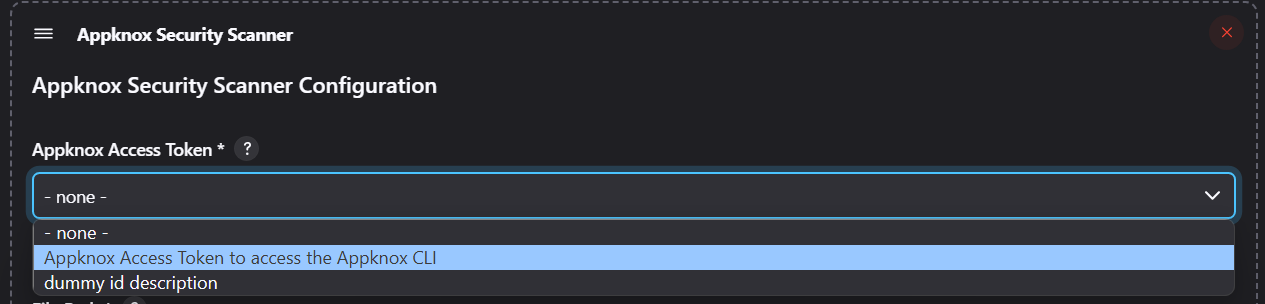 Appknox Security Scanner
Appknox Security Scanner Configuration
Appknox Access Token * ?
- none -
- none -
Appknox Access Token to access the Appknox CLI
dummy id description